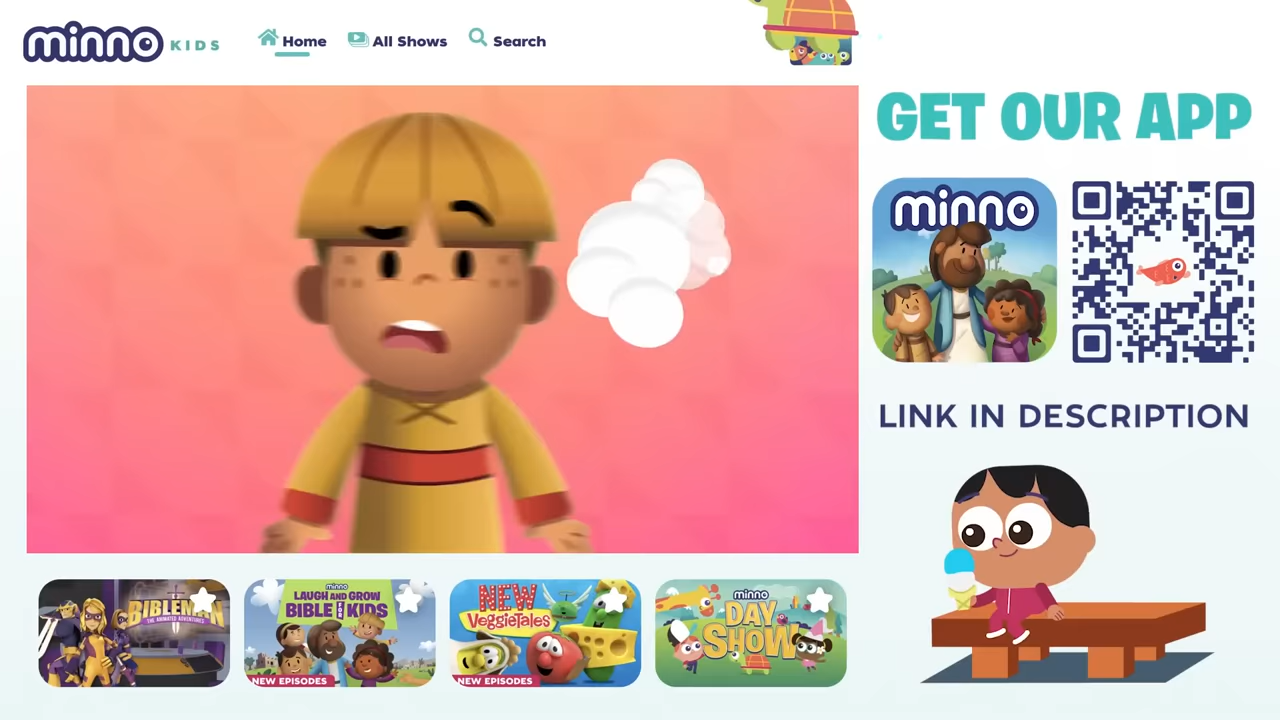 minno KIDS
Home
All Shows
Search
GET OUR APP
minno
LINK IN DESCRIPTION
BIBLEMAN
THE ANIMATED ADVENTURES
minno
LAUGH AND GROW
BIBLE FOR KIDS
NEW EPISODES
NEW
VeggieTales
NEW EPISODES
minno
DAY
SHOW